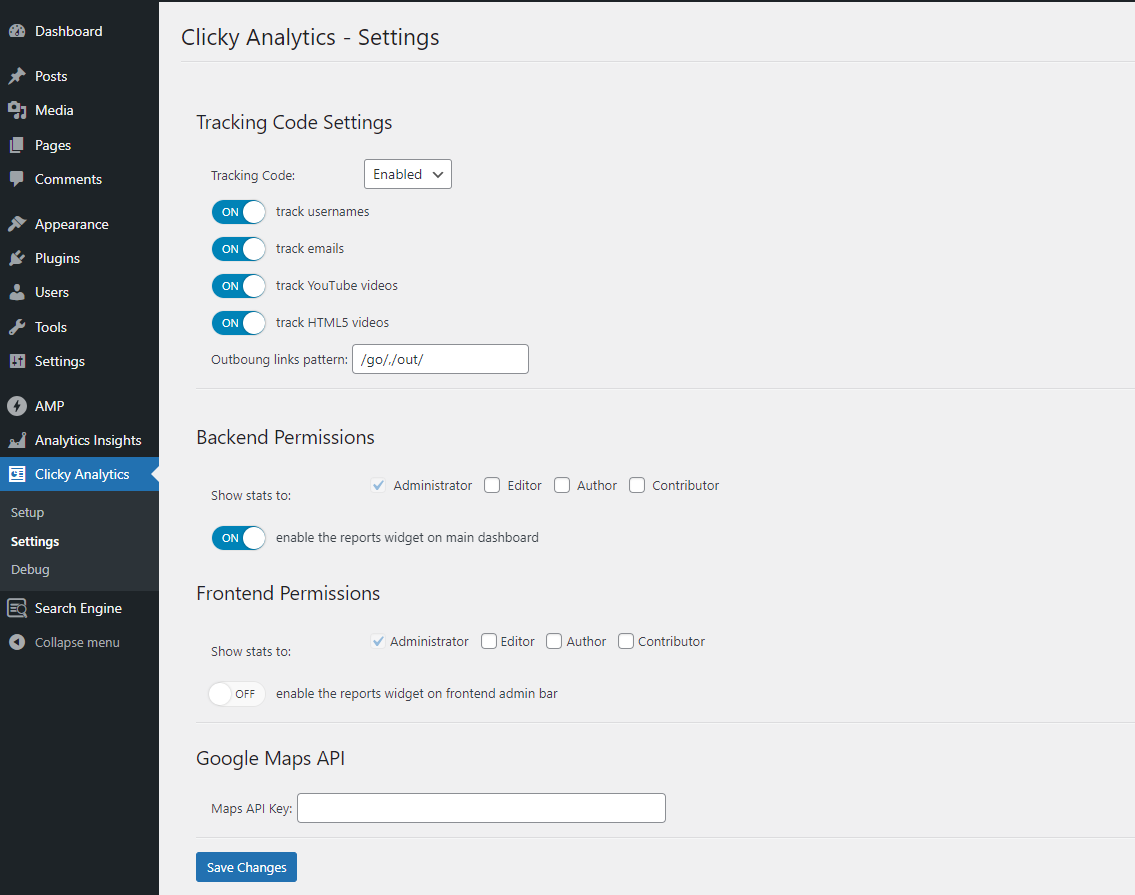 Dashboard
Posts
Media
Pages
Comments
Appearance
Plugins
Users
Tools
Settings
AMP
Analytics Insights
Clicky Analytics
Setup
Settings
Debug
Search Engine
Collapse menu
Clicky Analytics - Settings
Tracking Code Settings
Tracking Code: Enabled
ON track usernames
ON track emails
ON track YouTube videos
ON track HTML5 videos
Outboung links pattern: /go/,/out/
Backend Permissions
Show stats to: Administrator Editor Author Contributor
ON enable the reports widget on main dashboard
Frontend Permissions
Show stats to: Administrator Editor Author Contributor
OFF enable the reports widget on frontend admin bar
Google Maps API
Maps API Key:
Save Changes